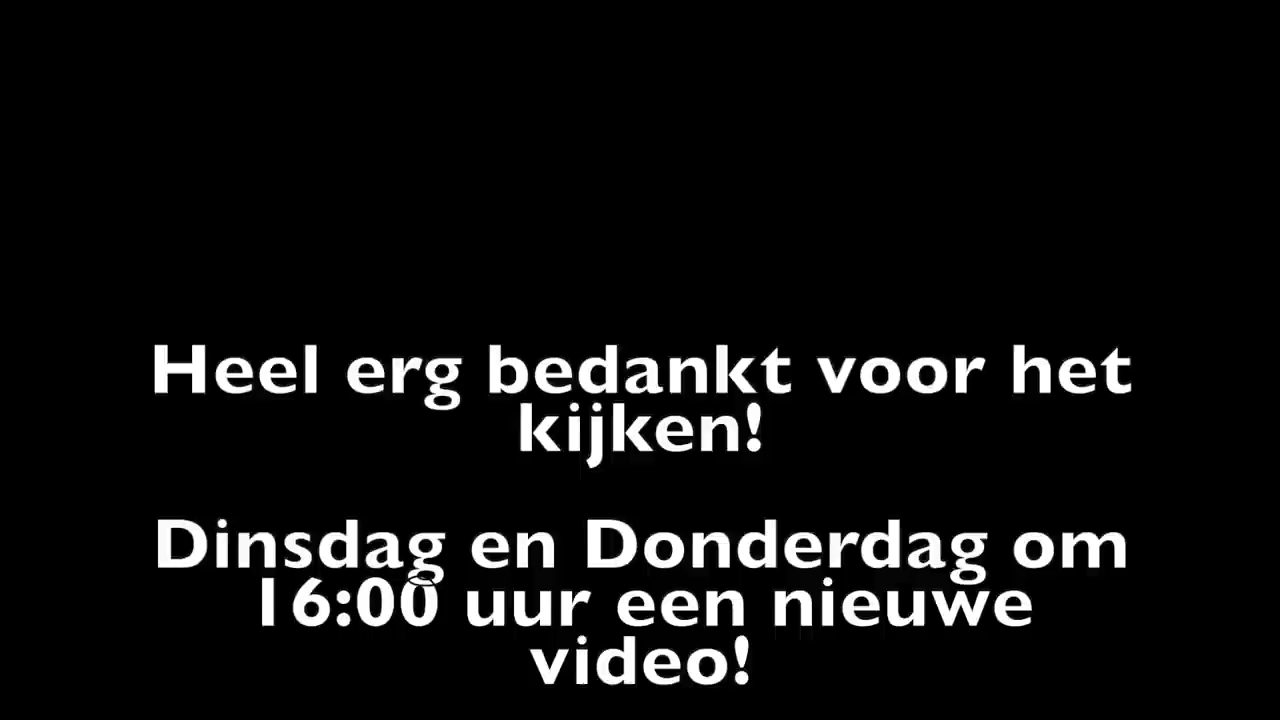 Heel erg bedankt voor het
kijken!
Dinsdag en Donderdag om
16:00 uur een nieuwe
video!